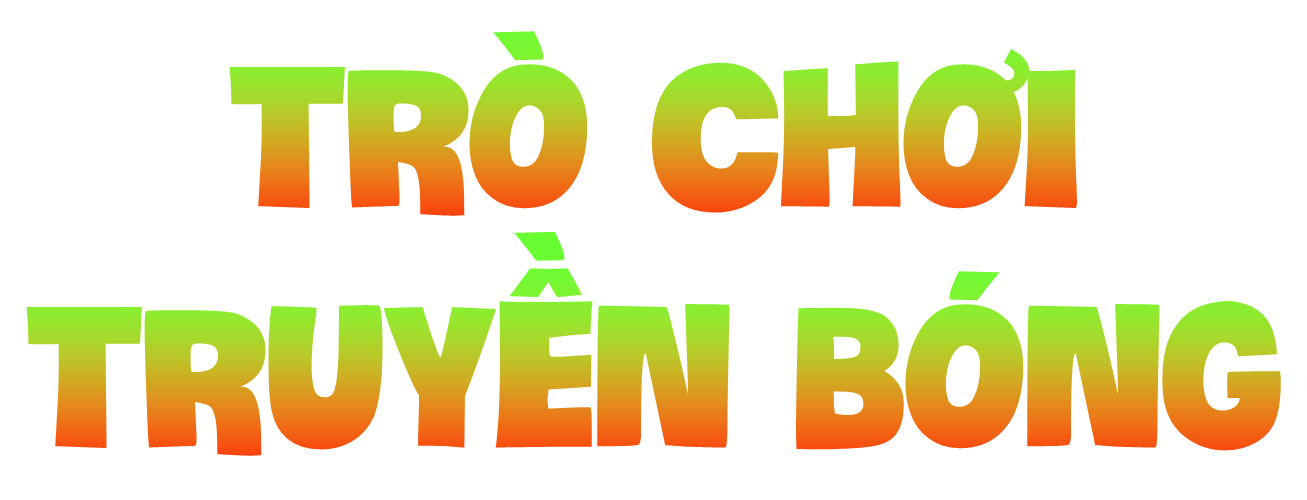 TRÒ CHƠI
TRUYỀN BÓNG